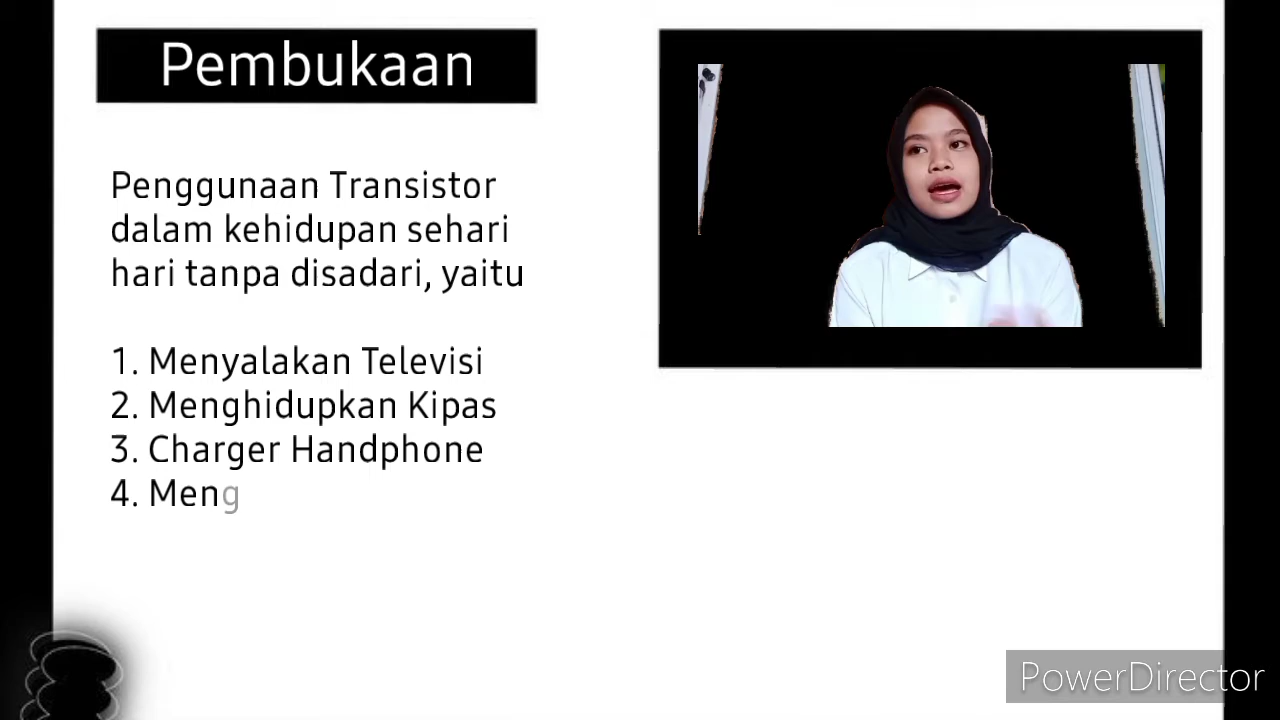 Pembukaan
Penggunaan Transistor
dalam kehidupan sehari
hari tanpa disadari, yaitu
1. Menyalakan Televisi
2. Menghidupkan Kipas
3. Charger Handphone
4. Meng
PowerDirector